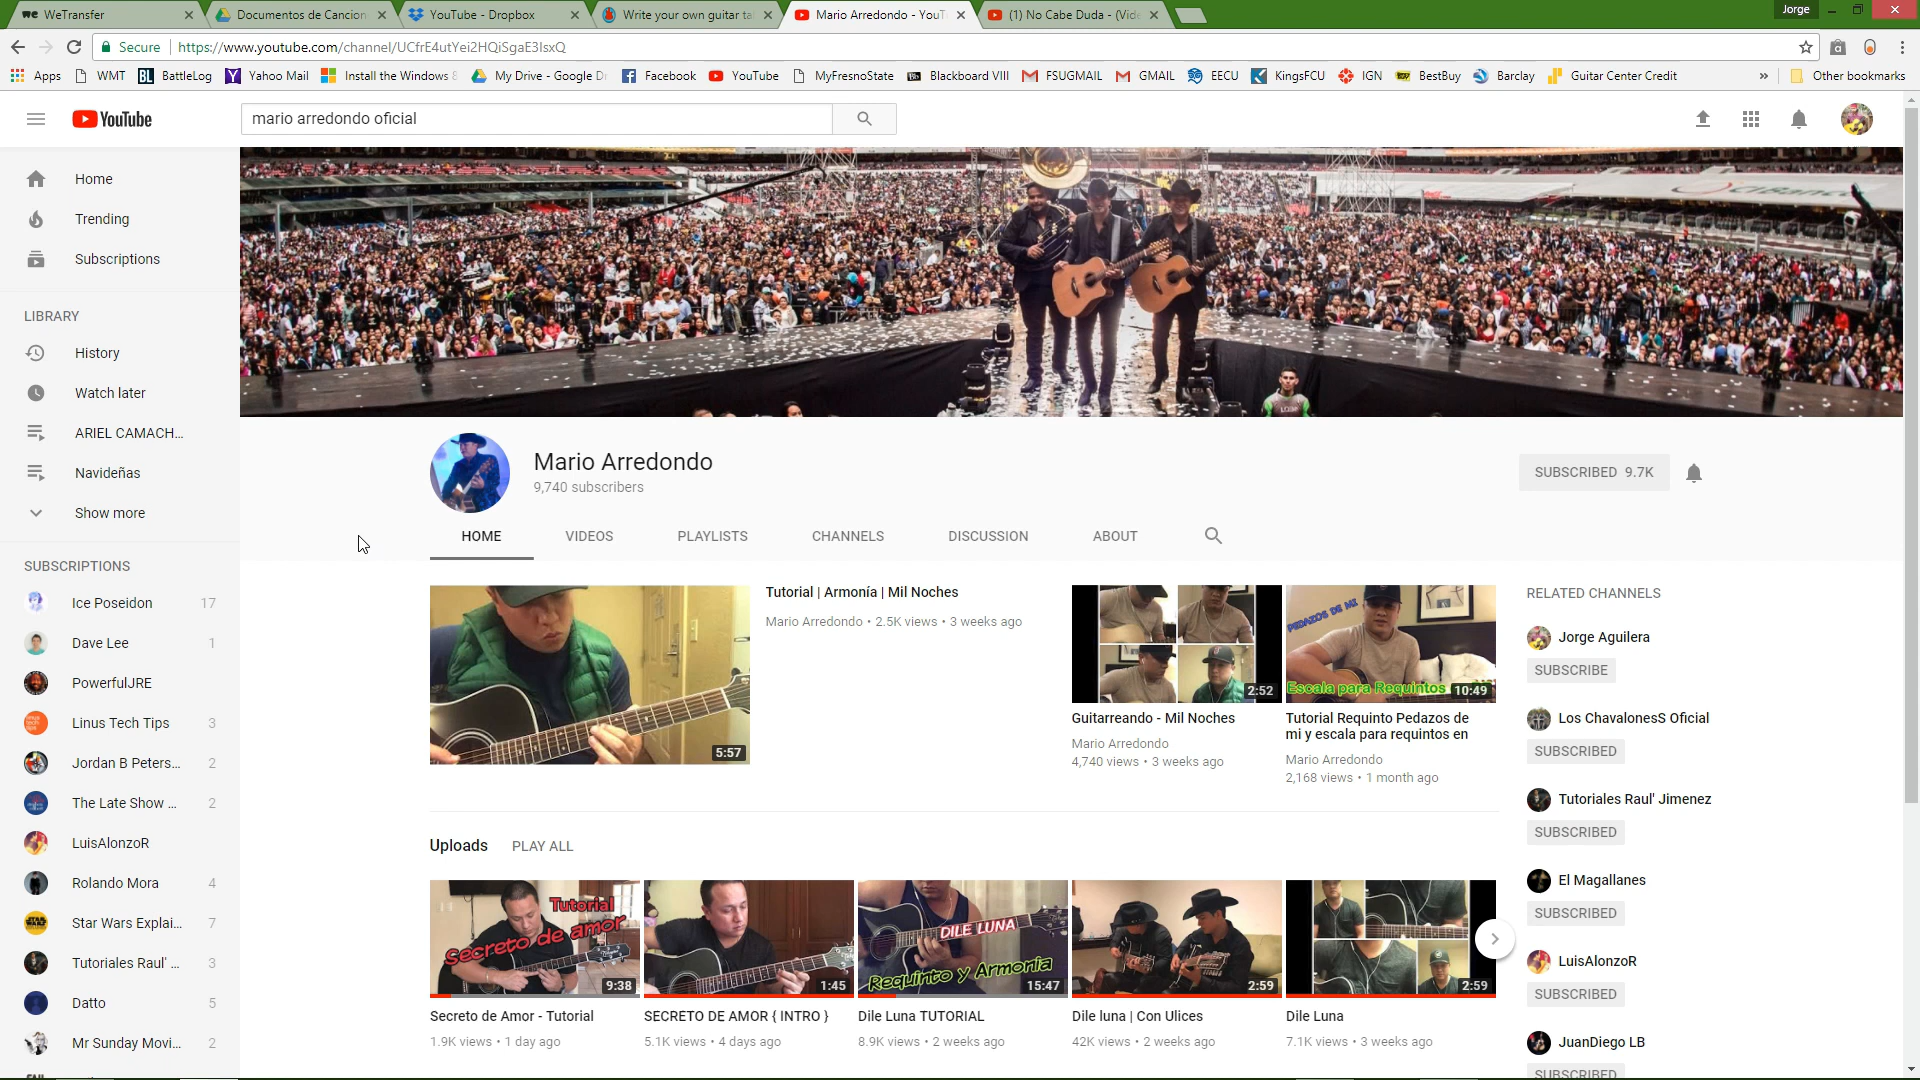 WeTransfer
Documentos de Cancion
YouTube - Dropbox
Write your own guitar ta
Mario Arredondo - YouT
(1) No Cabe Duda - (Vide
Jorge
Secure
https://www.youtube.com/channel/UCfrE4utYei2HQiSgaE3IsxQ
Apps
WMT
BattleLog
Yahoo Mail
Install the Windows 8
My Drive - Google Dr
Facebook
YouTube
MyFresnoState
Blackboard VIII
FSUGMAIL
GMAIL
EECU
KingsFCU
IGN
BestBuy
Barclay
Guitar Center Credit
»
Other bookmarks
YouTube
mario arredondo oficial
Home
Trending
Subscriptions
LIBRARY
History
Watch later
ARIEL CAMACH...
Navideñas
Show more
SUBSCRIPTIONS
Ice Poseidon 17
Dave Lee 1
PowerfulJRE
Linus Tech Tips 3
Jordan B Peters... 2
The Late Show ... 2
LuisAlonzoR
Rolando Mora 4
Star Wars Explai... 7
Tutoriales Raul' ... 3
Datto 5
Mr Sunday Movi... 2
Mario Arredondo
9,740 subscribers
SUBSCRIBED 9.7K
HOME
VIDEOS
PLAYLISTS
CHANNELS
DISCUSSION
ABOUT
5:57
Tutorial | Armonía | Mil Noches
Mario Arredondo • 2.5K views • 3 weeks ago
2:52
Guitarreando - Mil Noches
Mario Arredondo
4,740 views • 3 weeks ago
PEDAZOS DE MI
Escala para Requintos
10:49
Tutorial Requinto Pedazos de
mi y escala para requintos en
Mario Arredondo
2,168 views • 1 month ago
Uploads PLAY ALL
Tutorial
Secreto de amor
9:38
Secreto de Amor - Tutorial
1.9K views • 1 day ago
1:45
SECRETO DE AMOR { INTRO }
5.1K views • 4 days ago
DILE LUNA
Requinto y Armonia
15:47
Dile Luna TUTORIAL
8.9K views • 2 weeks ago
2:59
Dile luna | Con Ulices
42K views • 2 weeks ago
2:59
Dile Luna
7.1K views • 3 weeks ago
RELATED CHANNELS
Jorge Aguilera
SUBSCRIBE
Los ChavalonesS Oficial
SUBSCRIBED
Tutoriales Raul' Jimenez
SUBSCRIBED
El Magallanes
SUBSCRIBED
LuisAlonzoR
SUBSCRIBED
JuanDiego LB
SUBSCRIBED